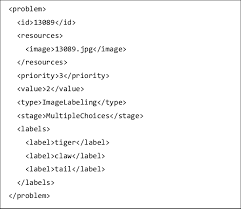 <problem>
<id>13089</id>
<resources>
<image>13089.jpg</image>
</resources>
<priority>3</priority>
<value>2</value>
<type>ImageLabeling</type>
<stage>MultipleChoices</stage>
<labels>
<label>tiger</label>
<label>claw</label>
<label>tail</label>
</labels>
</problem>